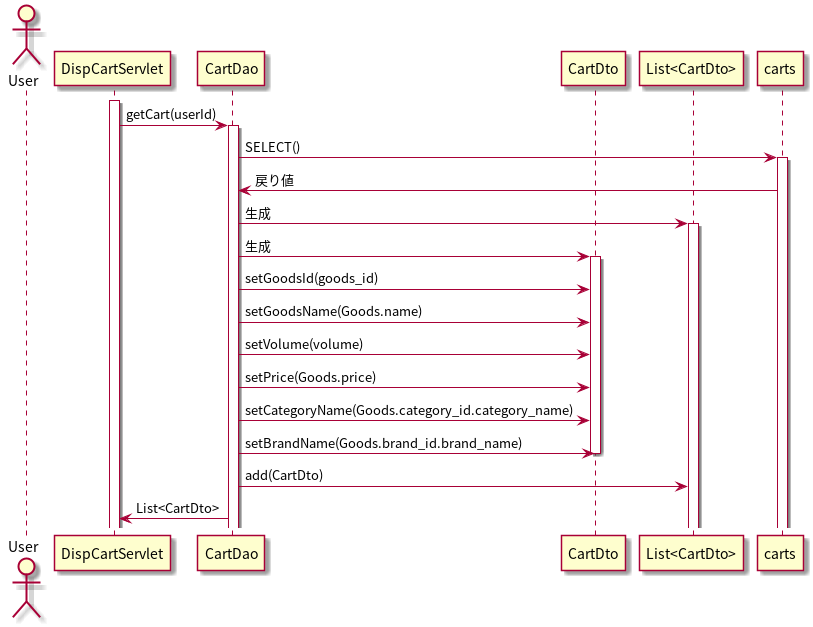 User
DispCartServlet
CartDao
CartDto
List<CartDto>
carts
getCart(userId)
SELECT()
戻り値
生成
生成
setGoodsId(goods_id)
setGoodsName(Goods.name)
setVolume(volume)
setPrice(Goods.price)
setCategoryName(Goods.category_id.category_name)
setBrandName(Goods.brand_id.brand_name)
add(CartDto)
List<CartDto>
User
DispCartServlet
CartDao
CartDto
List<CartDto>
carts